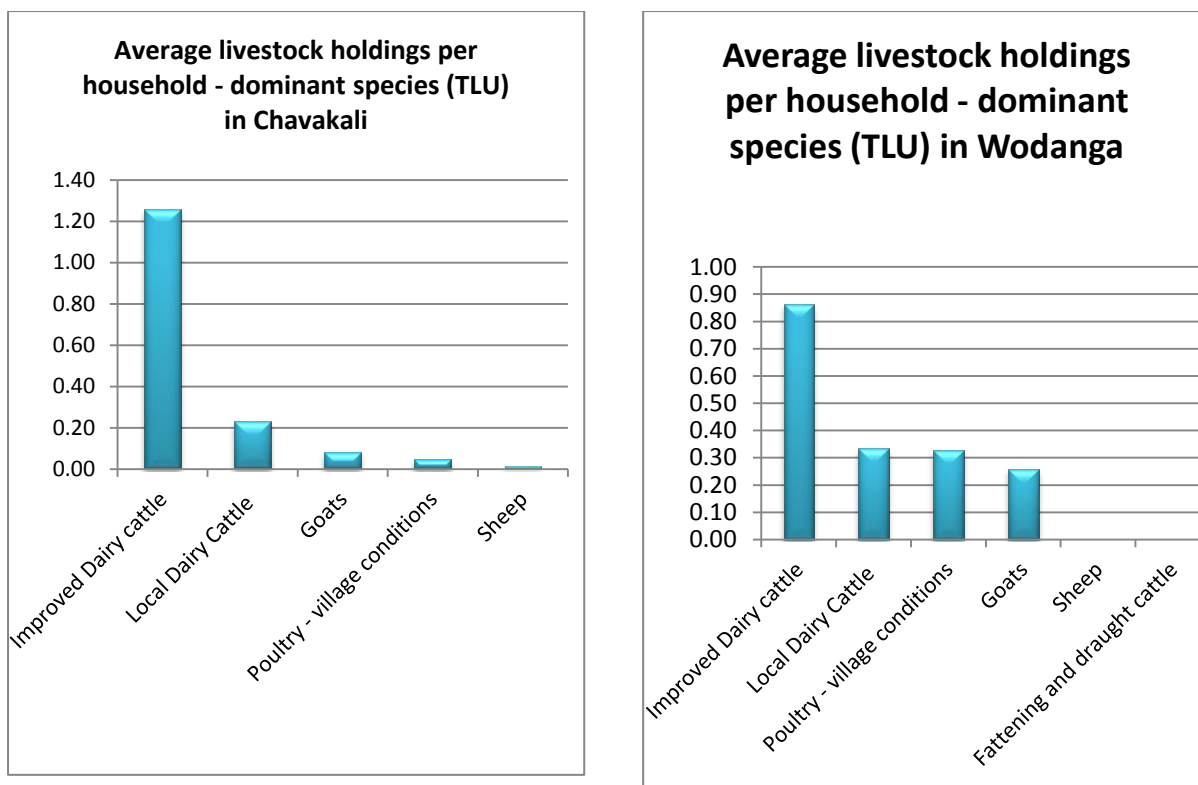 Average livestock holdings per
household - dominant species (TLU)
in Chavakali
1.40
1.20
1.00
0.80
0.60
0.40
0.20
0.00
Improved Dairy cattle
Local Dairy Cattle
Goats
Poultry - village conditions
Sheep
Average livestock holdings
per household - dominant
species (TLU) in Wodanga
1.00
0.90
0.80
0.70
0.60
0.50
0.40
0.30
0.20
0.10
0.00
Improved Dairy cattle
Local Dairy Cattle
Poultry - village conditions
Goats
Sheep
Fattening and draught cattle